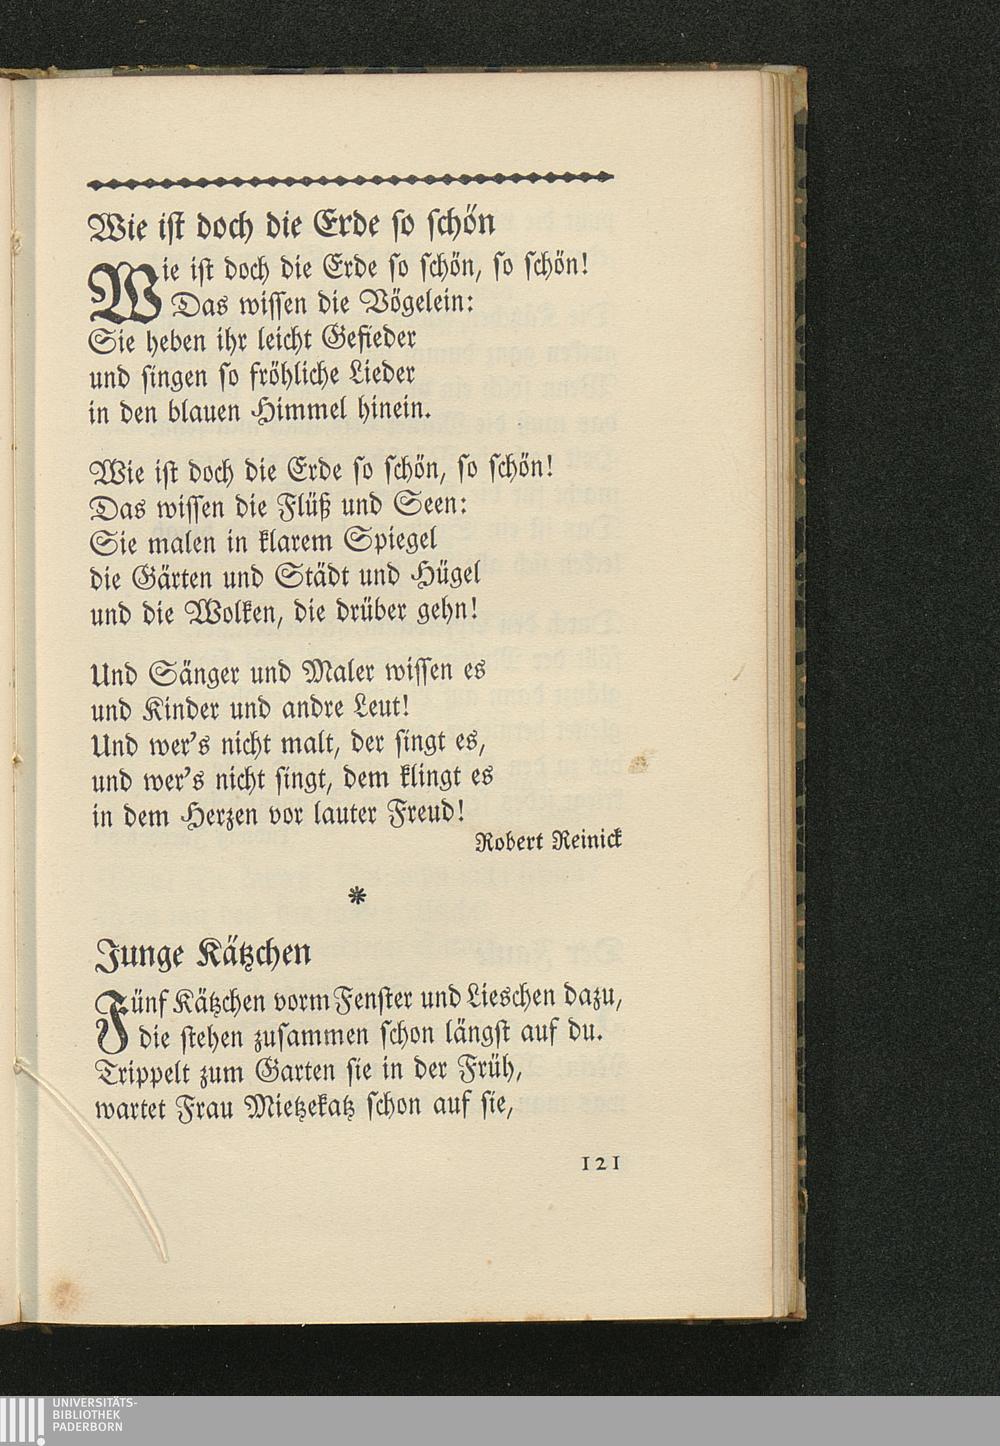 Wie ist doch die Erde so schön
Wie ist doch die Erde so schön, so schön!
Das wissen die Vögelein:
Sie heben ihr leicht Gefieder
und singen so fröhliche Lieder
in den blauen Himmel hinein.
Wie ist doch die Erde so schön, so schön!
Das wissen die Flüß und Seen:
Sie malen in klarem Spiegel
die Gärten und Städt und Hügel
und die Wolken, die drüber gehn!
Und Sänger und Maler wissen es
und Kinder und andre Leut!
Und wer's nicht malt, der singt es,
und wer's nicht singt, dem klingt es
in dem Herzen vor lauter Freud!
Robert Reinick
*
Junge Kätzchen
Fünf Kätzchen vorm Fenster und Lieschen dazu,
die stehen zusammen schon längst auf du.
Trippelt zum Garten sie in der Früh,
wartet Frau Mietzekatz schon auf sie,
121
UNIVERSITÄTS-
BIBLIOTHEK
PADERBORN